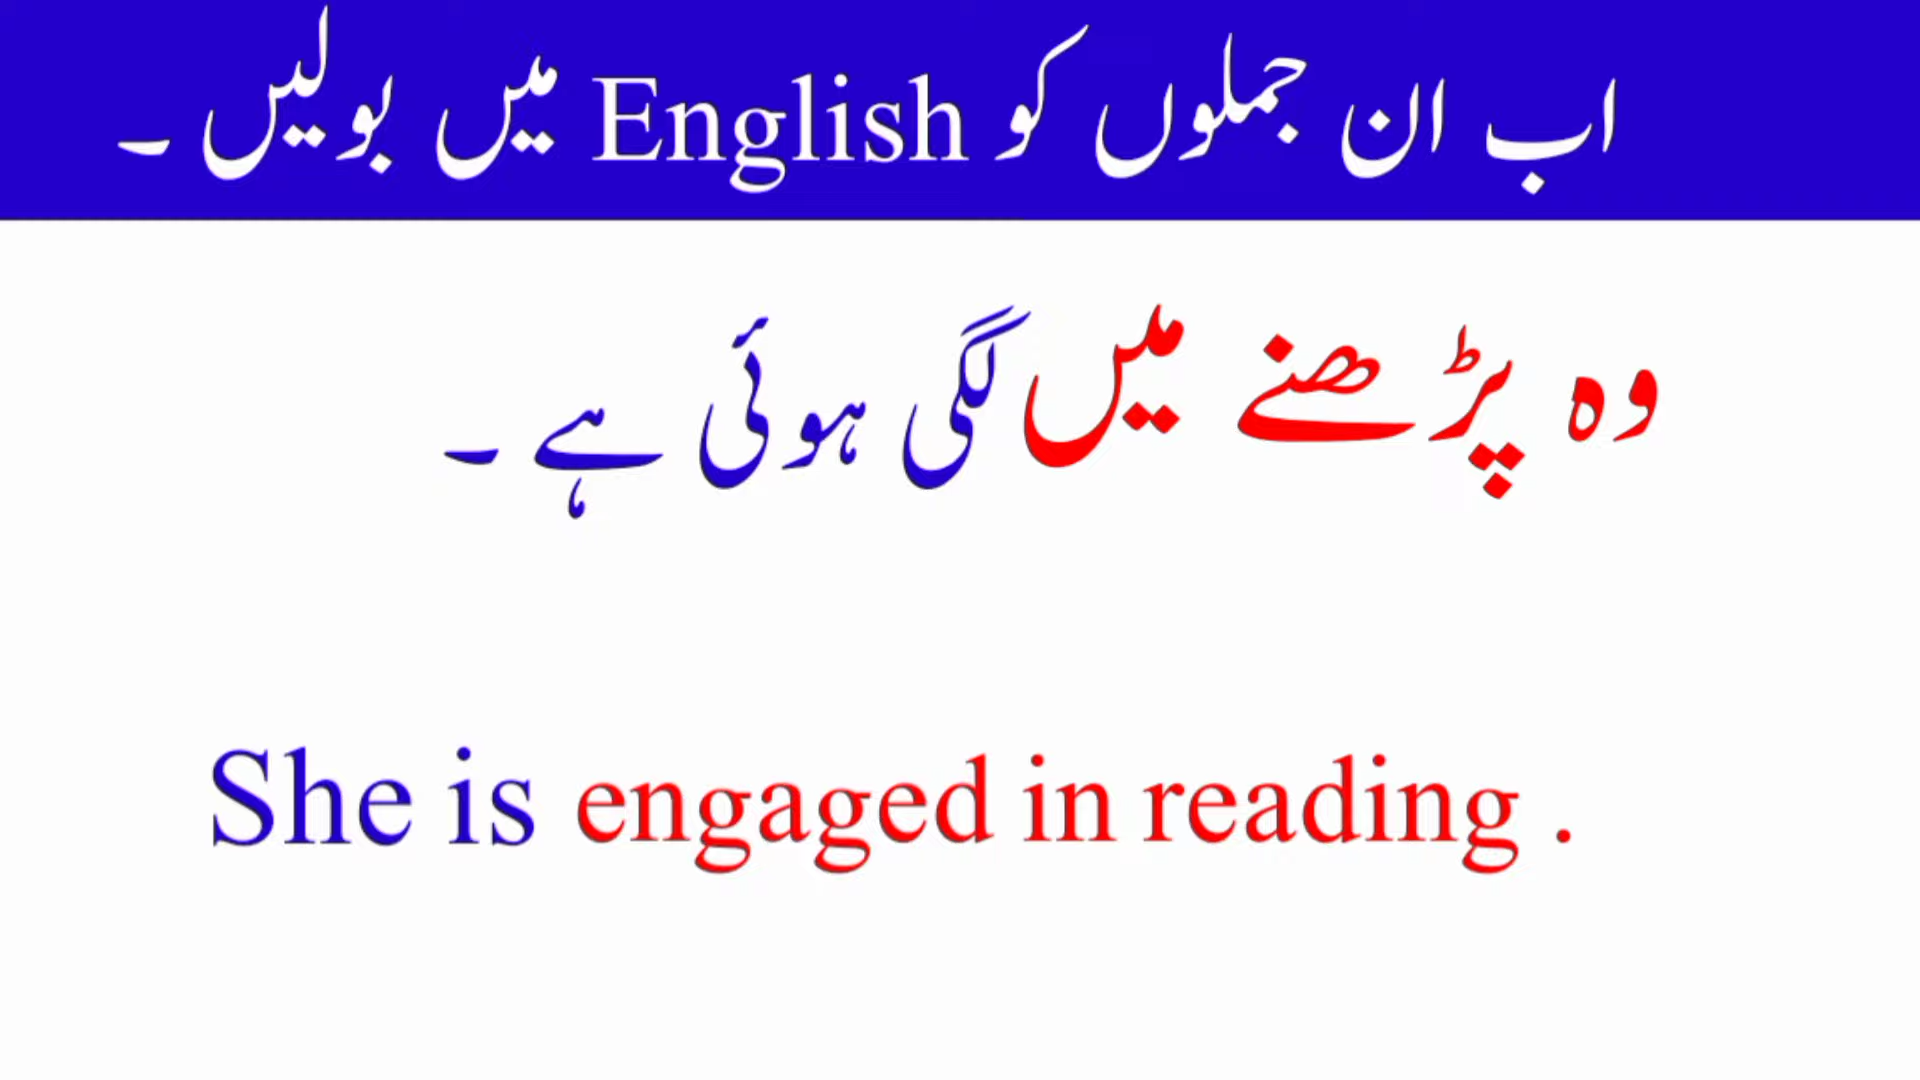 اب ان جملوں کو English میں بولیں ۔
وہ پڑھنے میں لگی ہوئی ہے ۔
She is engaged in reading .